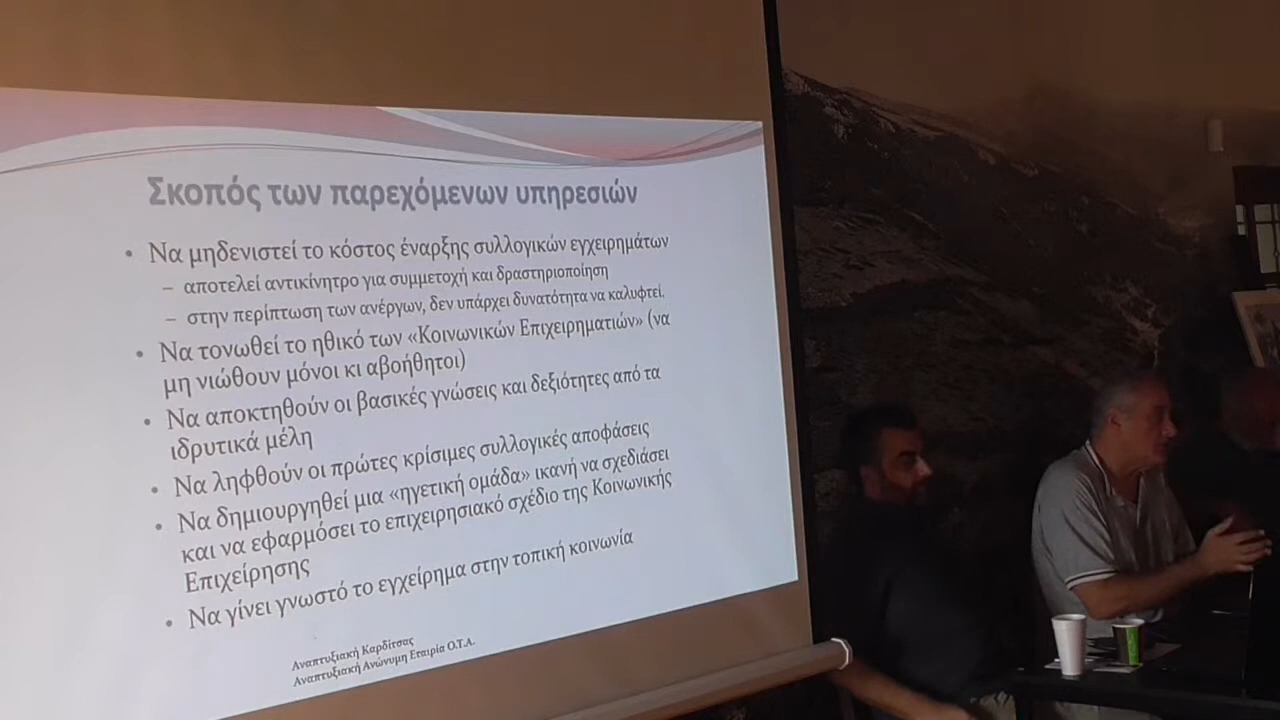 Σκοπός των παρεχόμενων υπηρεσιών
• Να μηδενιστεί το κόστος έναρξης συλλογικών εγχειρημάτων
– αποτελεί αντικίνητρο για συμμετοχή και δραστηριοποίηση
– στην περίπτωση των ανέργων, δεν υπάρχει δυνατότητα να καλυφτεί.
• Να τονωθεί το ηθικό των «Κοινωνικών Επιχειρηματιών» (να
μη νιώθουν μόνοι κι αβοήθητοι)
• Να αποκτηθούν οι βασικές γνώσεις και δεξιότητες από τα
ιδρυτικά μέλη
• Να ληφθούν οι πρώτες κρίσιμες συλλογικές αποφάσεις
• Να δημιουργηθεί μια «ηγετική ομάδα» ικανή να σχεδιάσει
και να εφαρμόσει το επιχειρησιακό σχέδιο της Κοινωνικής
Επιχείρησης
• Να γίνει γνωστό το εγχείρημα στην τοπική κοινωνία
Αναπτυξιακή Καρδίτσας
Αναπτυξιακή Ανώνυμη Εταιρία Ο.Τ.Α.